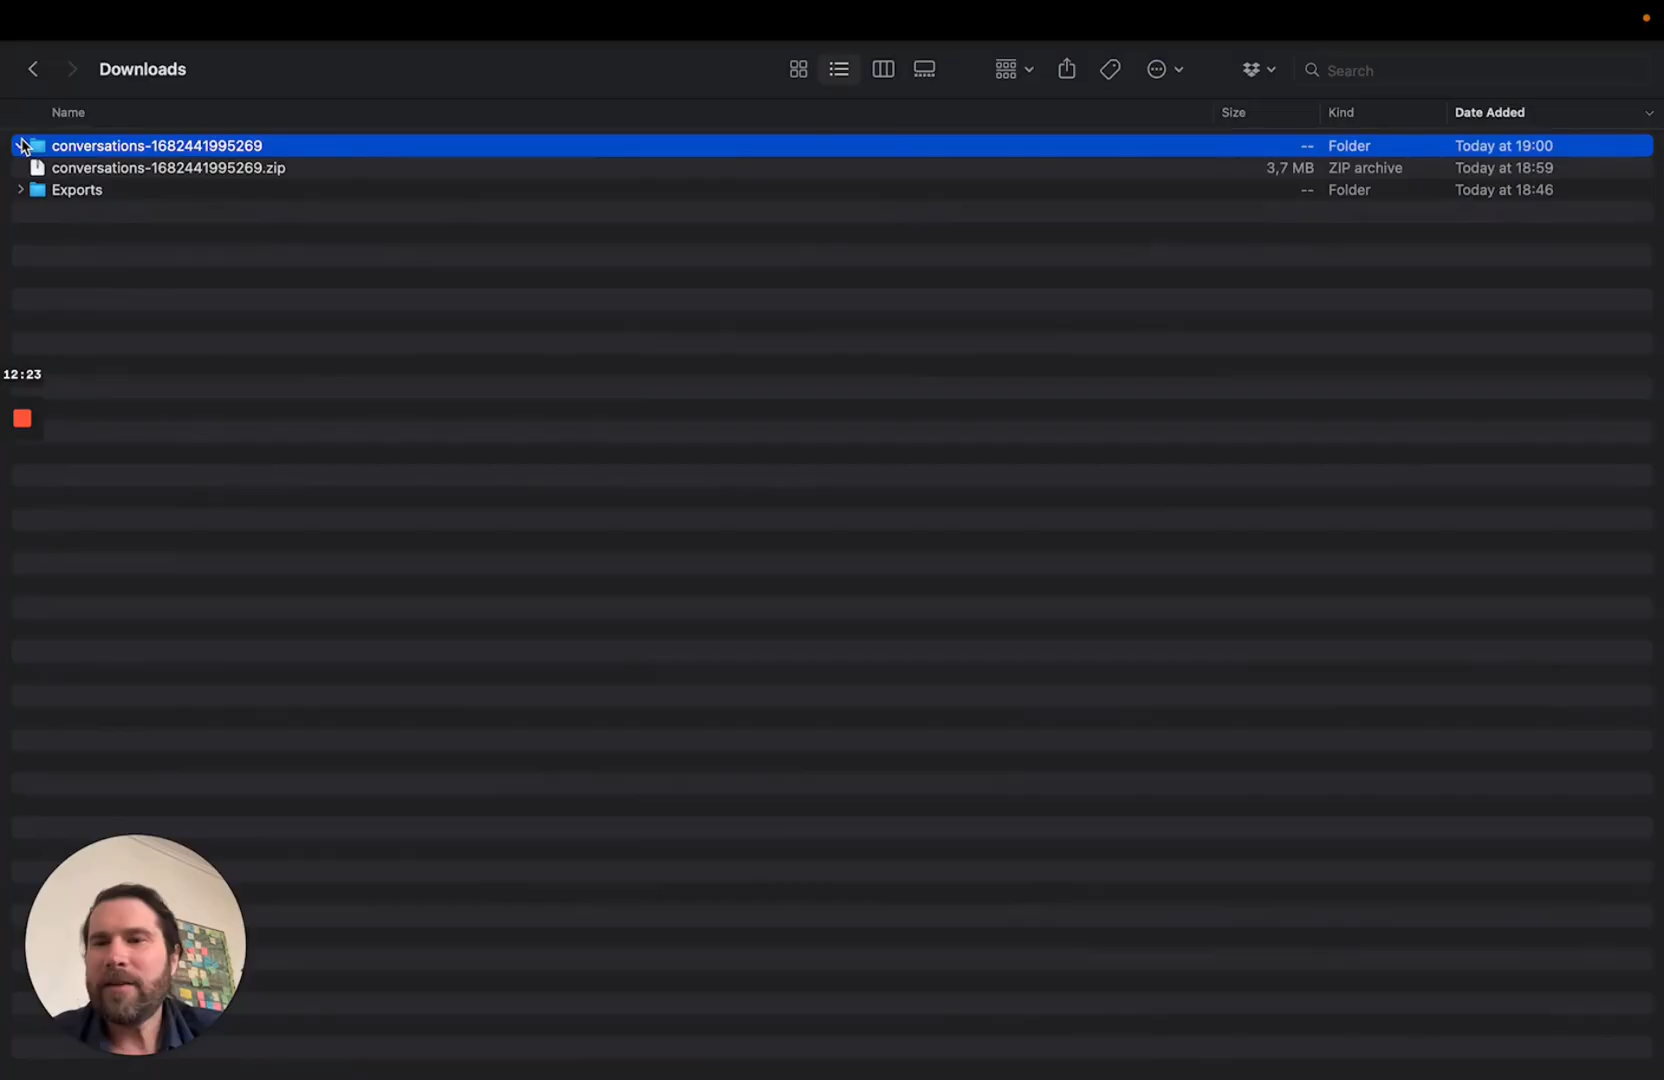 Downloads
Search
Name Size Kind Date Added
conversations-1682441995269 -- Folder Today at 19:00
conversations-1682441995269.zip 3,7 MB ZIP archive Today at 18:59
Exports -- Folder Today at 18:46
12:23